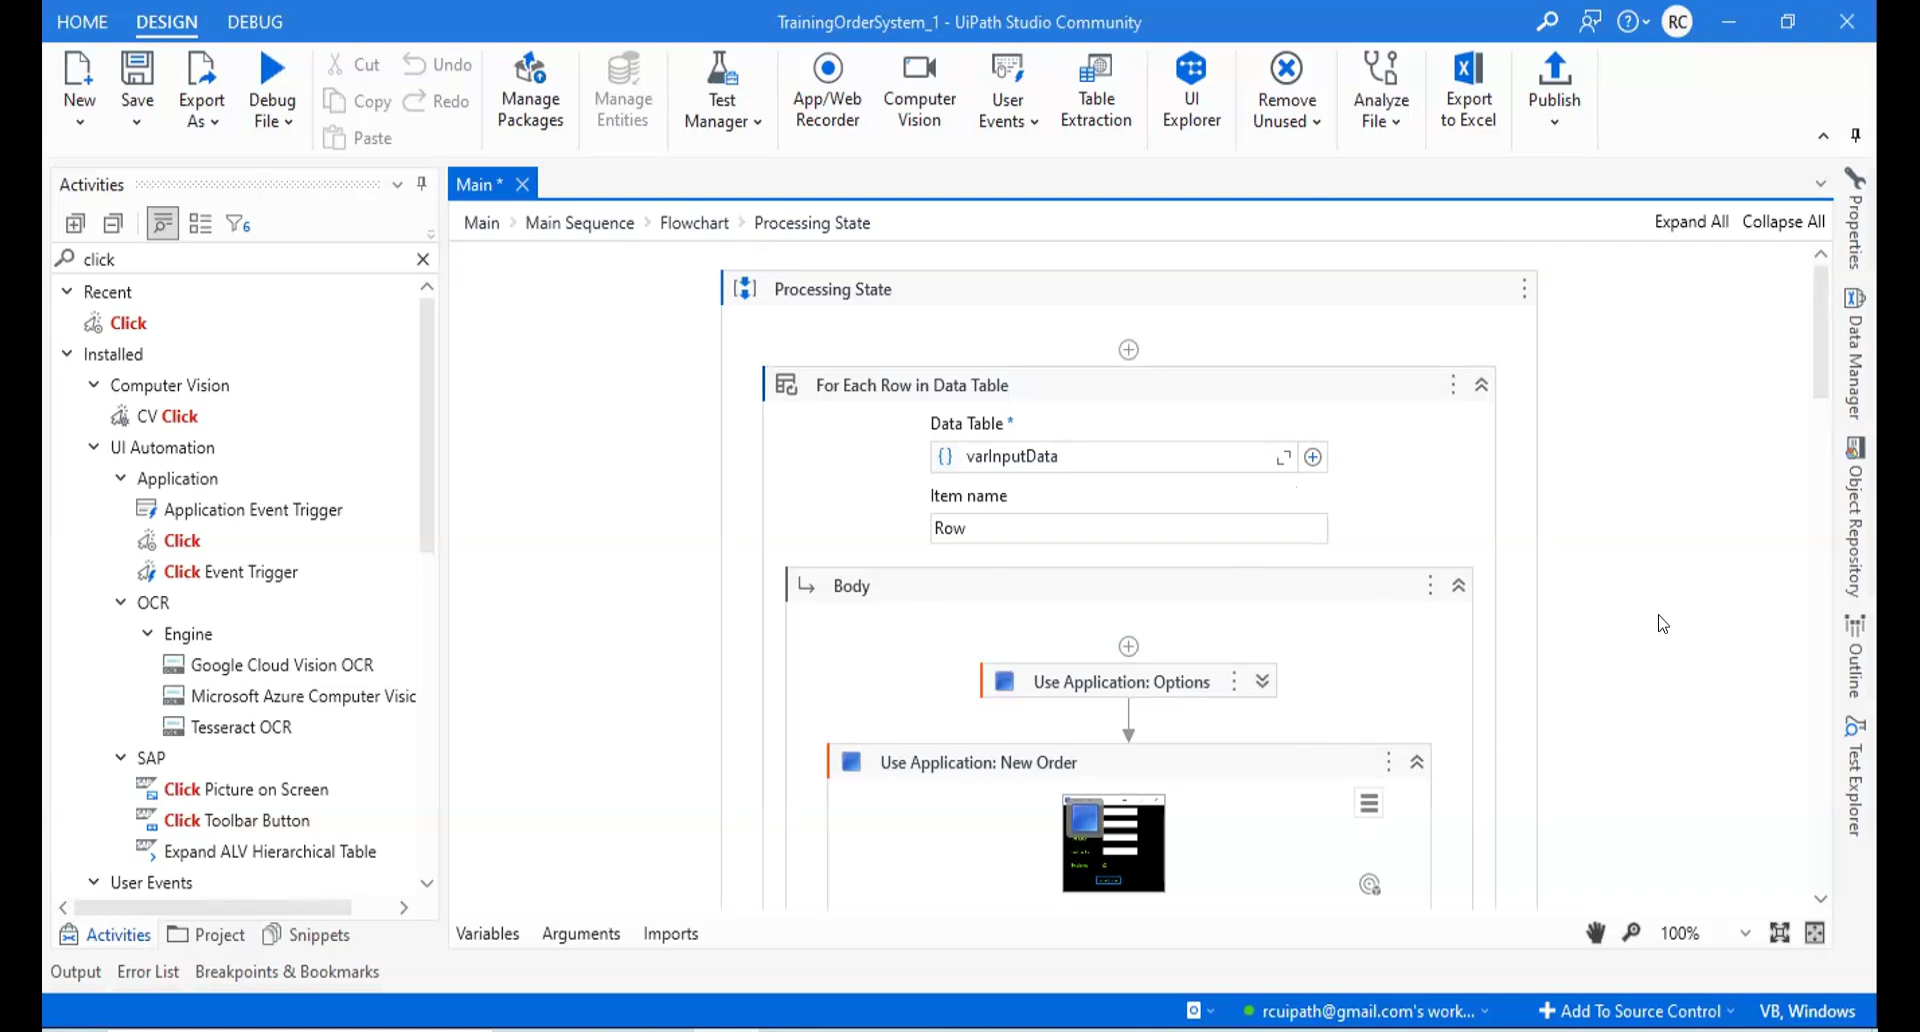 HOME DESIGN DEBUG TrainingOrderSystem_1 - UiPath Studio Community RC
New Save Export As Debug File Cut Copy Paste Undo Redo Manage Packages Manage Entities Test Manager App/Web Recorder Computer Vision User Events Table Extraction UI Explorer Remove Unused Analyze File Export to Excel Publish
Activities
6
click
Recent
Click
Installed
Computer Vision
CV Click
UI Automation
Application
Application Event Trigger
Click
Click Event Trigger
OCR
Engine
Google Cloud Vision OCR
Microsoft Azure Computer Visic
Tesseract OCR
SAP
Click Picture on Screen
Click Toolbar Button
Expand ALV Hierarchical Table
User Events
Activities Project Snippets
Main *
Main Main Sequence Flowchart Processing State Expand All Collapse All
Processing State
For Each Row in Data Table
Data Table *
varInputData
Item name
Row
Body
Use Application: Options
Use Application: New Order
Variables Arguments Imports 100%
Properties
Data Manager
Object Repository
Outline
Test Explorer
Output Error List Breakpoints & Bookmarks
rcuipath@gmail.com's work... Add To Source Control VB, Windows